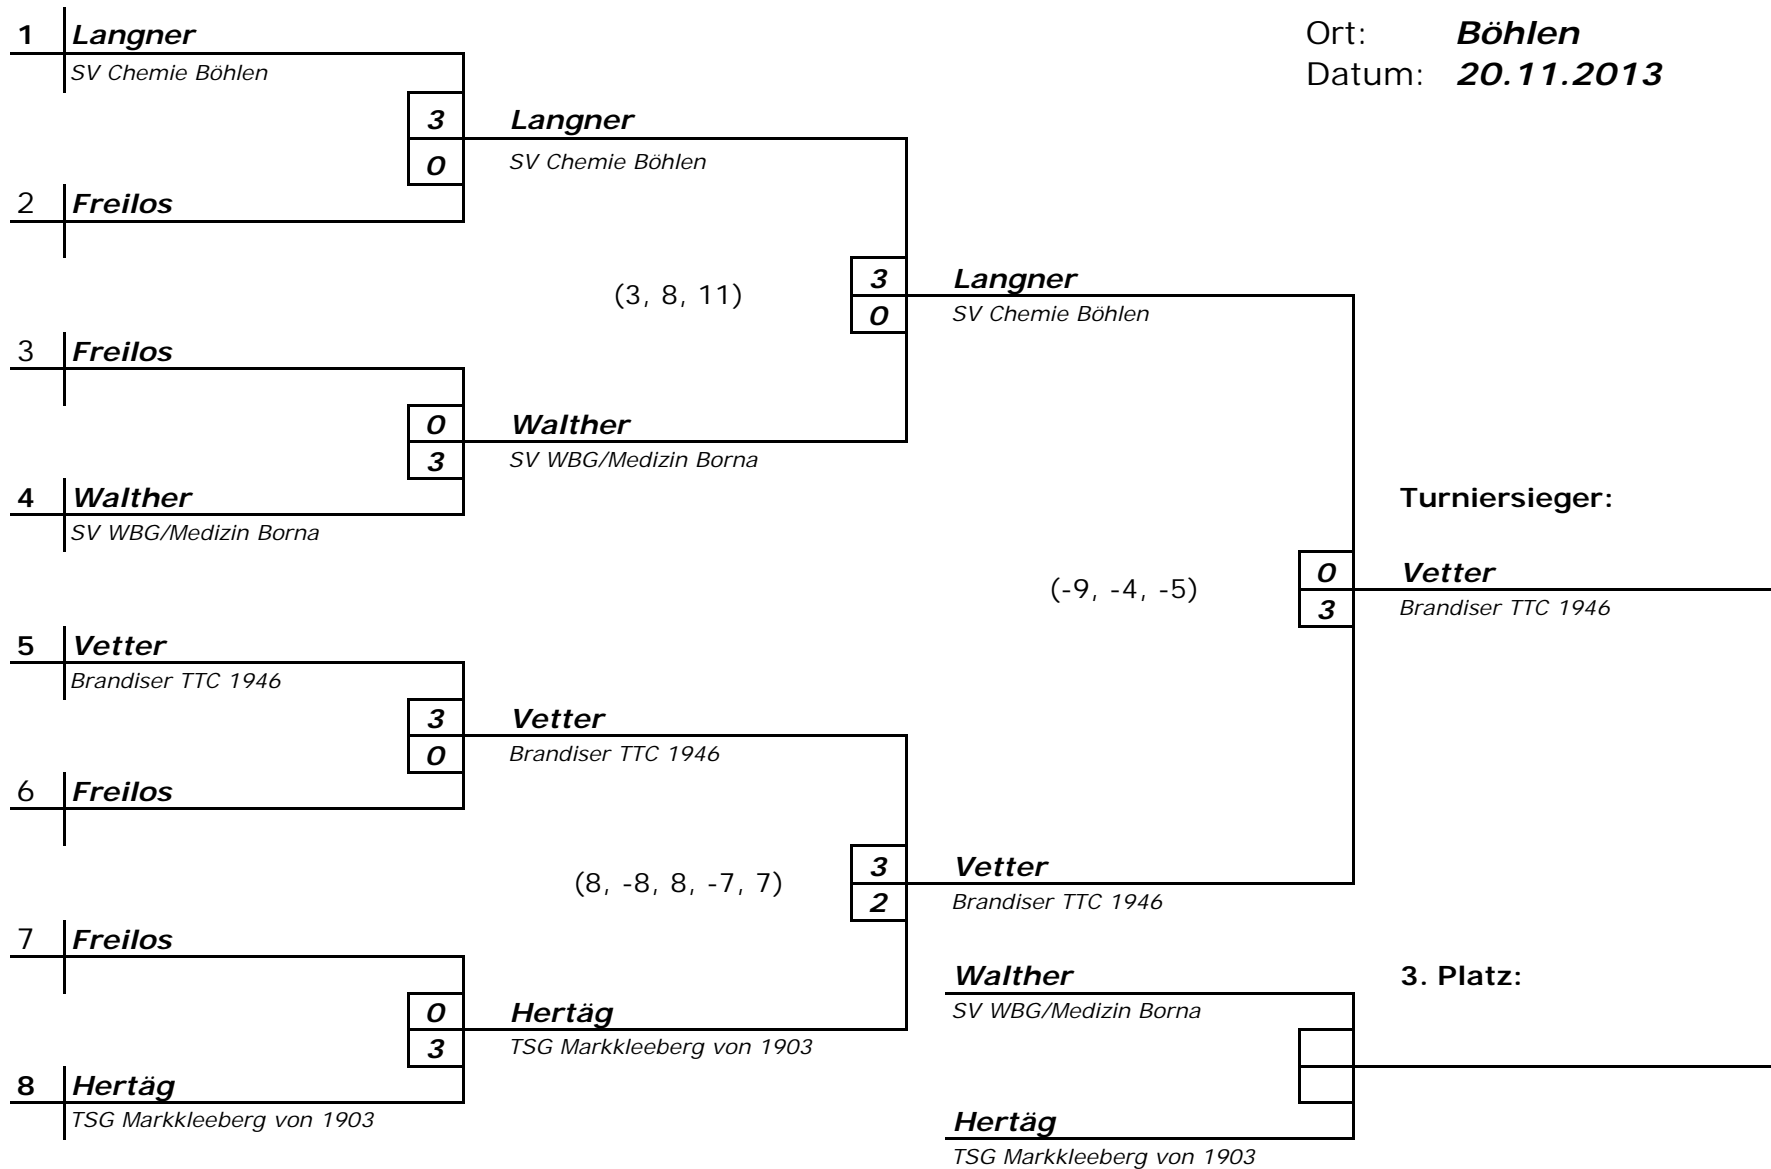 Ort: Böhlen
Datum: 20.11.2013
1 Langner
SV Chemie Böhlen
3 Langner
0 SV Chemie Böhlen
2 Freilos
(3, 8, 11)
3 Langner
0 SV Chemie Böhlen
3 Freilos
0 Walther
3 SV WBG/Medizin Borna
4 Walther
SV WBG/Medizin Borna
Turniersieger:
(-9, -4, -5)
0 Vetter
3 Brandiser TTC 1946
5 Vetter
Brandiser TTC 1946
3 Vetter
0 Brandiser TTC 1946
6 Freilos
(8, -8, 8, -7, 7)
3 Vetter
2 Brandiser TTC 1946
7 Freilos
0 Hertäg
3 TSG Markkleeberg von 1903
8 Hertäg
TSG Markkleeberg von 1903
Walther
SV WBG/Medizin Borna
3. Platz:
Hertäg
TSG Markkleeberg von 1903